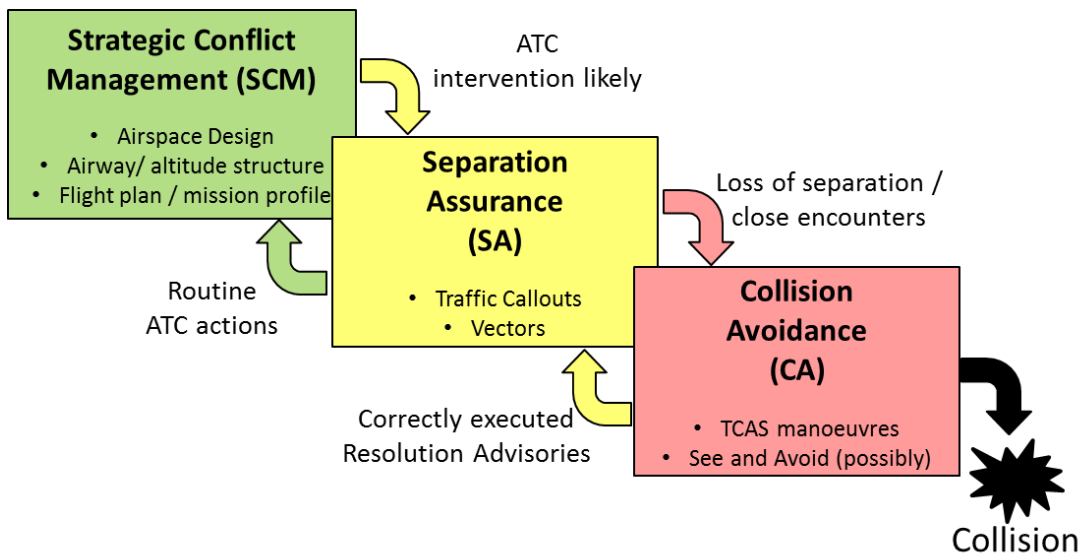 Strategic Conflict
Management (SCM)
• Airspace Design
• Airway/ altitude structure
• Flight plan / mission profile
ATC
intervention likely
Separation
Assurance
(SA)
• Traffic Callouts
• Vectors
Loss of separation /
close encounters
Routine
ATC actions
Collision
Avoidance
(CA)
• TCAS manoeuvres
• See and Avoid (possibly)
Correctly executed
Resolution Advisories
Collision